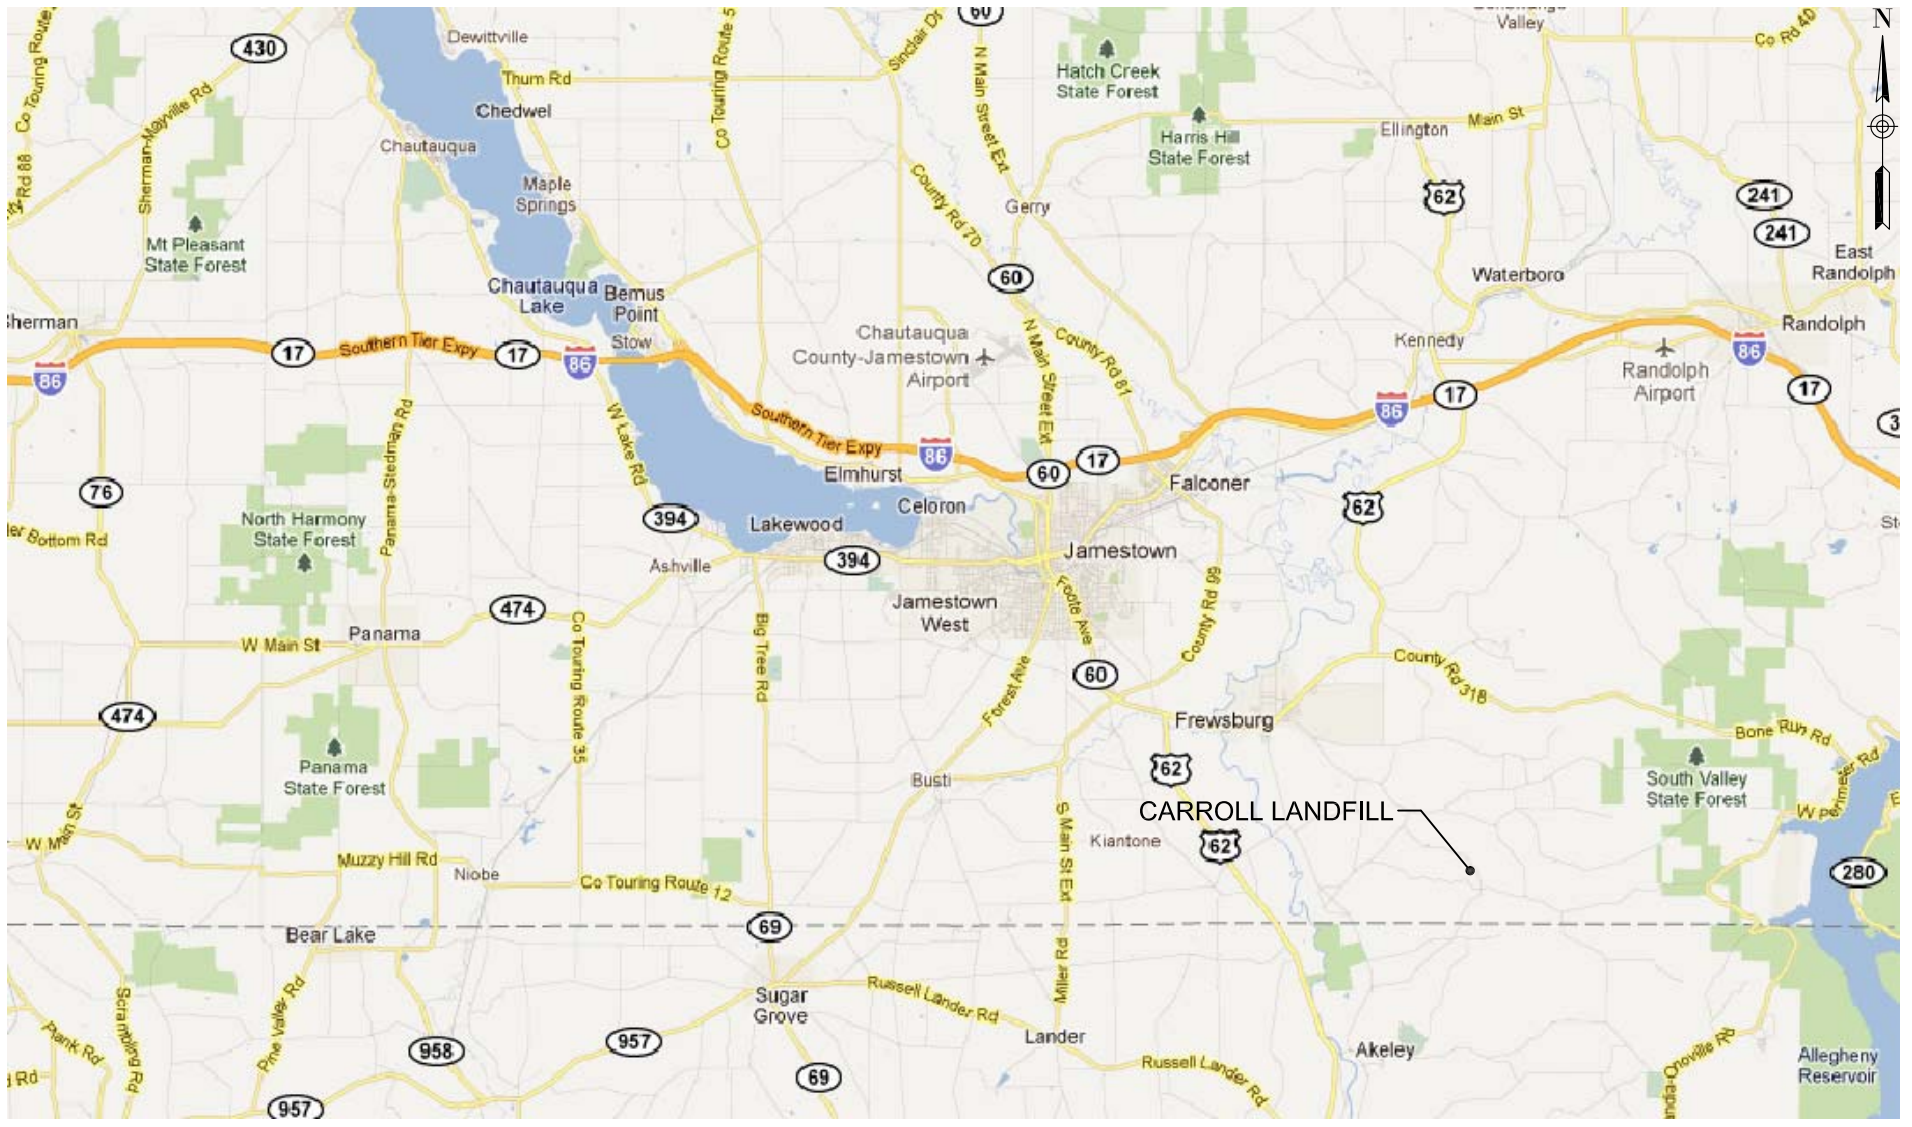 60
N
Valley
Co Rd 40
Co Touring Route
430
Dewittville
Thum Rd
Co Touring Route 5
Sinclair Dr
N Main Street Ext
Hatch Creek
State Forest
Sherman-Mayville Rd
Chedwel
Chautauqua
Harris Hill
State Forest
Ellington
Main St
Rd 88
Maple
Springs
County Rd 70
Gerry
62
241
241
Mt Pleasant
State Forest
East
Randolph
60
Waterboro
Chautauqua
Lake
Bemus
Point
Stow
Sherman
17
Southern Tier Expy
17
86
86
Chautauqua
County-Jamestown
Airport
N Main Street Ext
County Rd 81
Kennedy
Randolph
86
Randolph
Airport
17
17
86
Panama-Stedman Rd
W Lake Rd
Southern Tier Expy
86
60
17
Elmhurst
Falconer
76
Celoron
62
North Harmony
State Forest
394
Lakewood
Bottom Rd
Ashville
394
Jamestown
474
Jamestown
West
Foote Ave
County Rd 99
W Main St
Panama
Co Touring Route 35
Big Tree Rd
Forest Ave
60
County Rd 318
474
Frewsburg
Bone Run Rd
Panama
State Forest
Busti
62
South Valley
State Forest
W Perimeter Rd
CARROLL LANDFILL
W Main St
S Main St Ext
Kiantone
62
Muzzy Hill Rd
Niobe
Co Touring Route 12
280
69
Bear Lake
Miller Rd
Pine Valley Rd
Scrambling Rd
Sugar
Grove
Russell Lander Rd
Plank Rd
958
957
Lander
Akeley
69
Russell Lander Rd
Onoville Rd
Allegheny
Reservoir
Rd
957